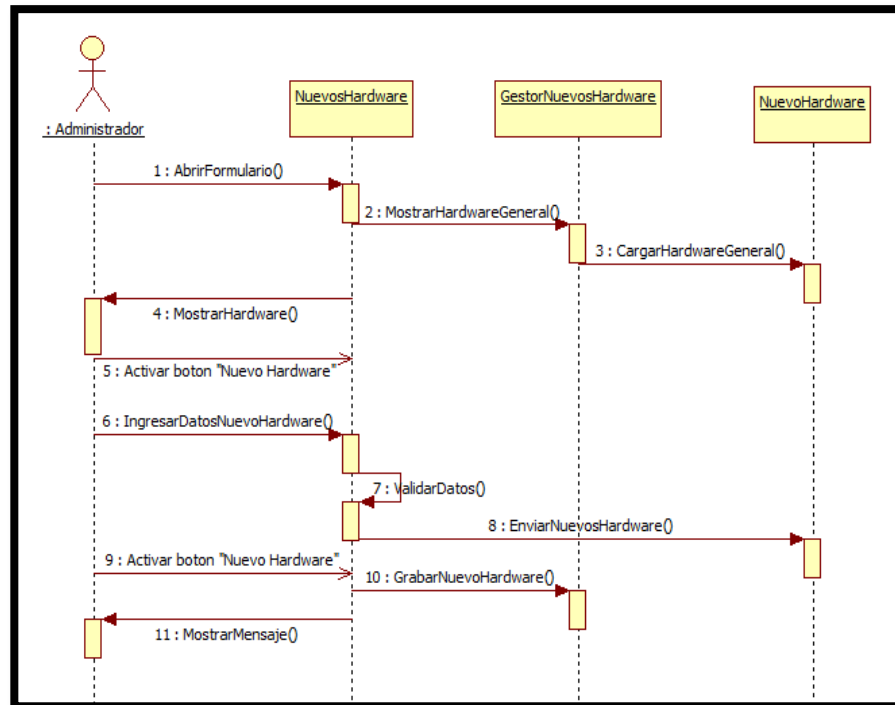 : Administrador
NuevosHardware
GestorNuevosHardware
NuevoHardware
1 : AbrirFormulario()
2 : MostrarHardwareGeneral()
3 : CargarHardwareGeneral()
4 : MostrarHardware()
5 : Activar boton "Nuevo Hardware"
6 : IngresarDatosNuevoHardware()
7 : ValidarDatos()
8 : EnviarNuevosHardware()
9 : Activar boton "Nuevo Hardware"
10 : GrabarNuevoHardware()
11 : MostrarMensaje()